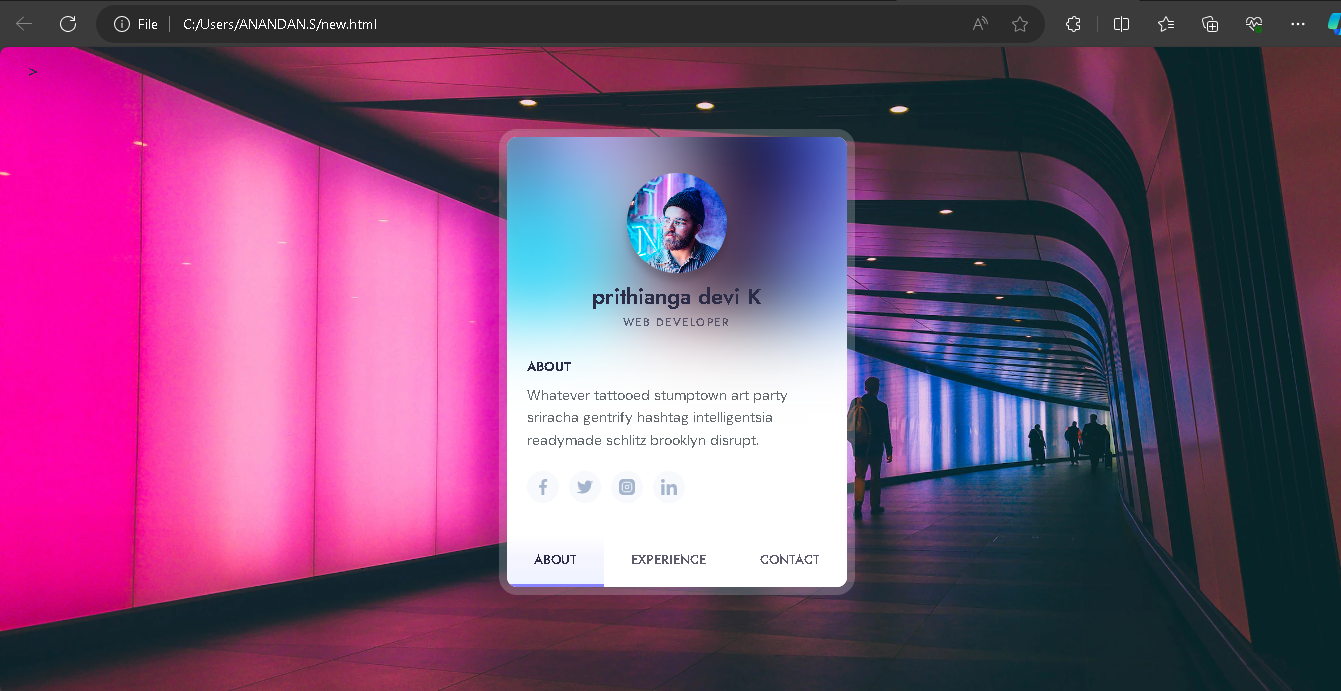 File
C:/Users/ANANDAN.S/new.html
>
N
prithianga devi K
WEB DEVELOPER
ABOUT
Whatever tattooed stumptown art party
sriracha gentrify hashtag intelligentsia
readymade schlitz brooklyn disrupt.
ABOUT EXPERIENCE CONTACT